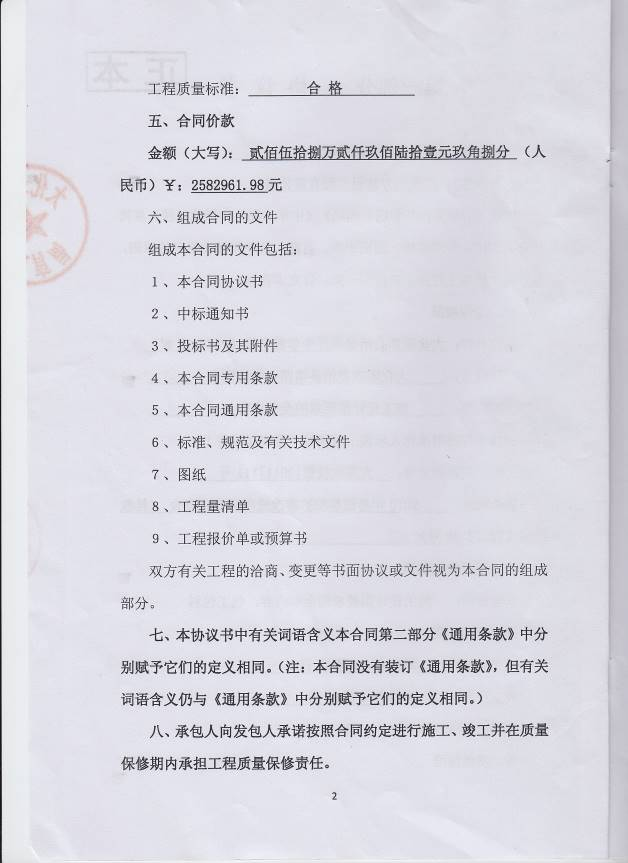 工程质量标准： 合 格
五、合同价款
金额（大写）： 贰佰伍拾捌万贰仟玖佰陆拾壹元玖角捌分 （人
民币）￥：2582961.98 元
六、组成合同的文件
组成本合同的文件包括：
1、本合同协议书
2、中标通知书
3、投标书及其附件
4、本合同专用条款
5、本合同通用条款
6、标准、规范及有关技术文件
7、图纸
8、工程量清单
9、工程报价单或预算书
双方有关工程的洽商、变更等书面协议或文件视为本合同的组成
部分。
七、本协议书中有关词语含义本合同第二部分《通用条款》中分
别赋予它们的定义相同。（注：本合同没有装订《通用条款》，但有关
词语含义仍与《通用条款》中分别赋予它们的定义相同。）
八、承包人向发包人承诺按照合同约定进行施工、竣工并在质量
保修期内承担工程质量保修责任。
2
正本